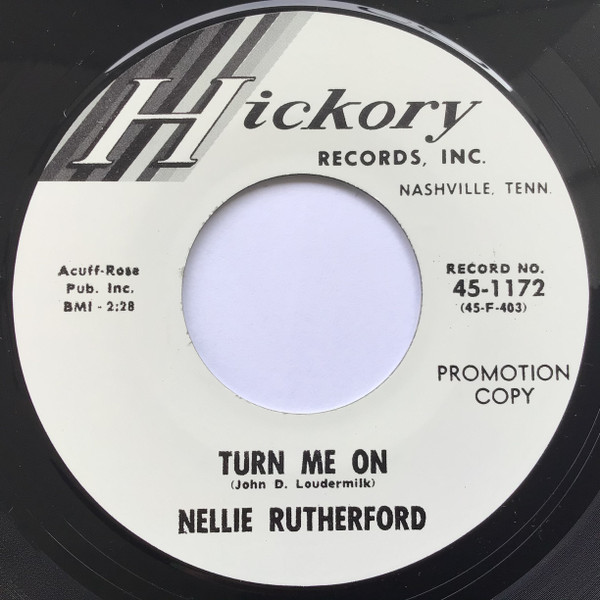 Hickory
RECORDS, INC.
NASHVILLE, TENN.
Acuff-Rose
Pub. Inc.
BMI - 2:28
RECORD NO.
45-1172
(45-F-403)
PROMOTION
COPY
TURN ME ON
(John D. Loudermilk)
NELLIE RUTHERFORD